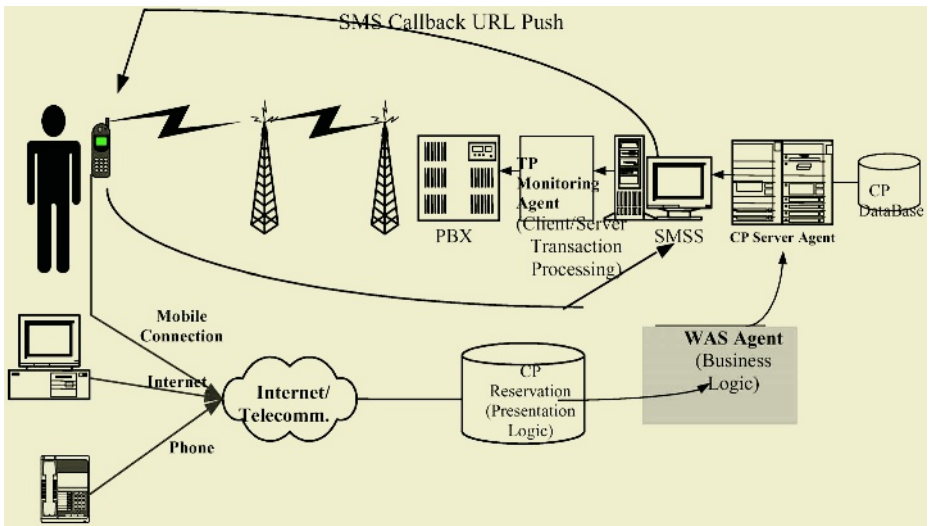 SMS Callback URL Push
TP
Monitoring
Agent
(Client/Server
Transaction
Processing)
PBX
SMSS
CP Server Agent
CP
DataBase
Mobile
Connection
Internet
Phone
Internet/
Telecomm.
CP
Reservation
(Presentation
Logic)
WAS Agent
(Business
Logic)